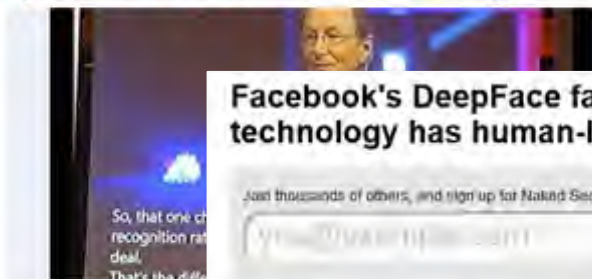 Facebook's DeepFace fa
technology has human-l
Join thousands of others, and sign up for Naked Sec
So, that one ch
recognition rat
deal.
That's the diffe